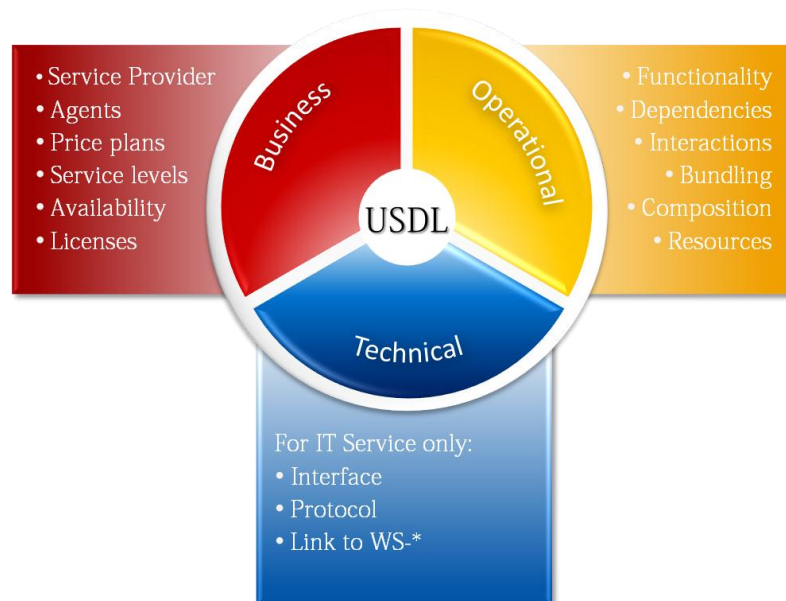 • Service Provider
• Agents
• Price plans
• Service levels
• Availability
• Licenses
Business
Operational
USDL
Technical
• Functionality
• Dependencies
• Interactions
• Bundling
• Composition
• Resources
For IT Service only:
• Interface
• Protocol
• Link to WS-*